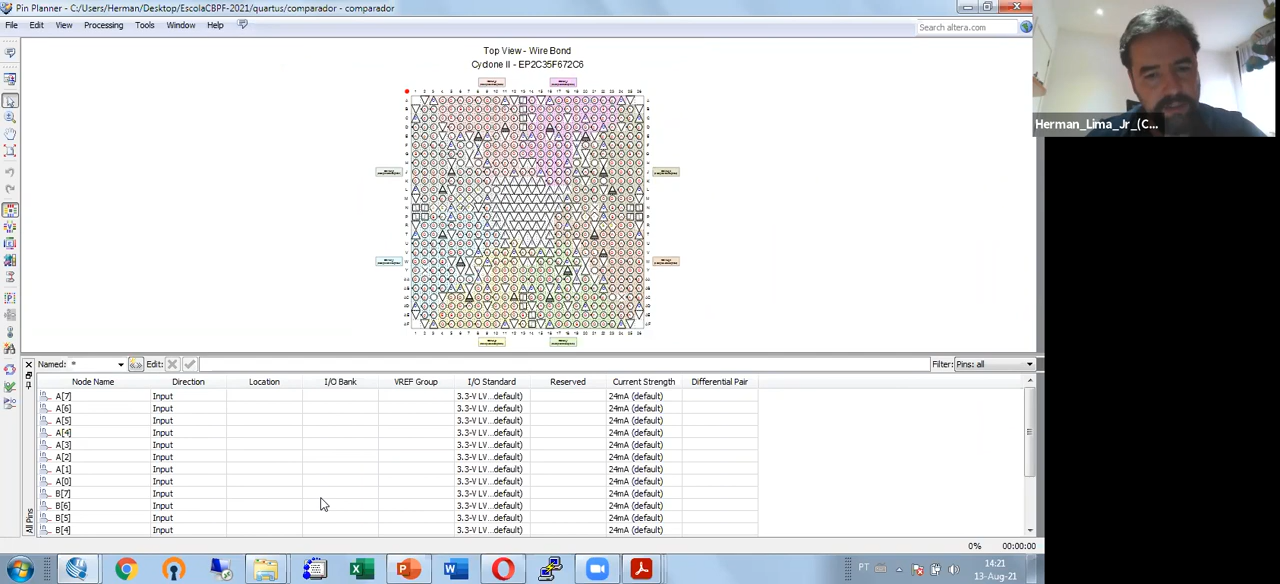 Pin Planner - C:/Users/Herman/Desktop/EscolaCBPF-2021/quartus/comparador - comparador
File Edit View Processing Tools Window Help
Search altera.com
Top View - Wire Bond
Cyclone II - EP2C35F672C6
Herman_Lima_Jr_(C...
Named: * Edit: Filter: Pins: all
Node Name Direction Location I/O Bank VREF Group I/O Standard Reserved Current Strength Differential Pair
A[7] Input 3.3-V LV...default) 24mA (default)
A[6] Input 3.3-V LV...default) 24mA (default)
A[5] Input 3.3-V LV...default) 24mA (default)
A[4] Input 3.3-V LV...default) 24mA (default)
A[3] Input 3.3-V LV...default) 24mA (default)
A[2] Input 3.3-V LV...default) 24mA (default)
A[1] Input 3.3-V LV...default) 24mA (default)
A[0] Input 3.3-V LV...default) 24mA (default)
B[7] Input 3.3-V LV...default) 24mA (default)
B[6] Input 3.3-V LV...default) 24mA (default)
B[5] Input 3.3-V LV...default) 24mA (default)
B[4] Input 3.3-V LV...default) 24mA (default)
All Pins
0% 00:00:00
PT 14:21
13-Aug-21